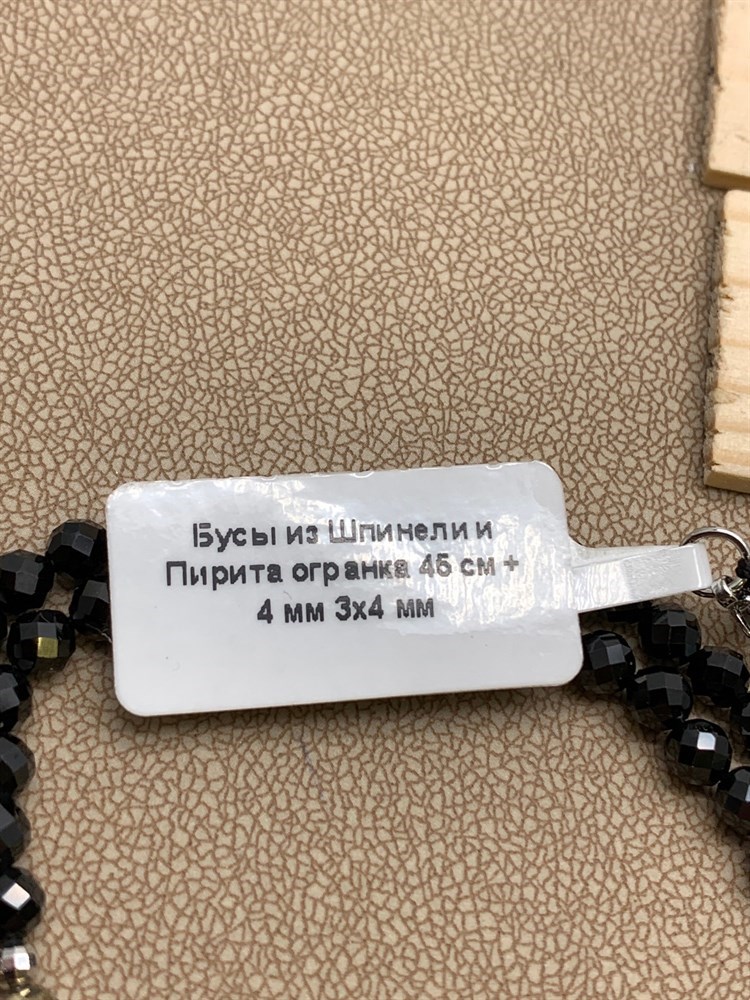 Бусы из Шпинели и
Пирита огранка 45 см +
4 мм 3х4 мм